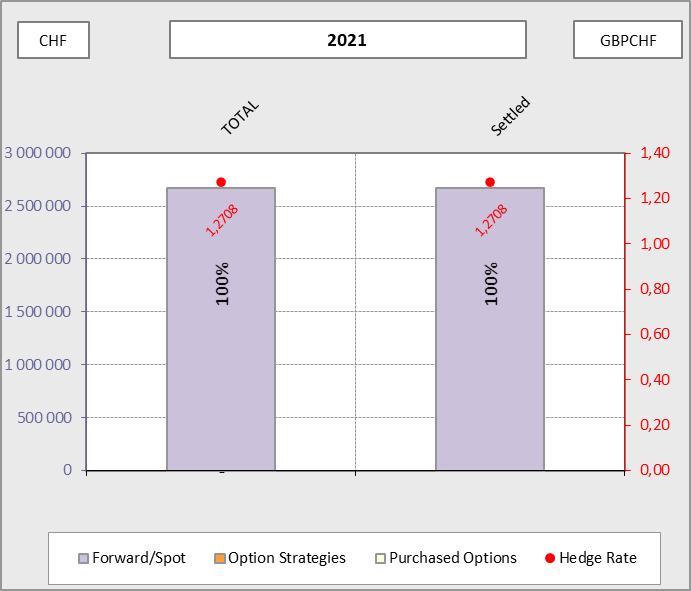 CHF
2021
GBPCHF
TOTAL
Settled
3 000 000
2 500 000
2 000 000
1 500 000
1 000 000
500 000
0
1,40
1,20
1,00
0,80
0,60
0,40
0,20
0,00
1,2708
1,2708
100%
100%
-
Forward/Spot
Option Strategies
Purchased Options
Hedge Rate